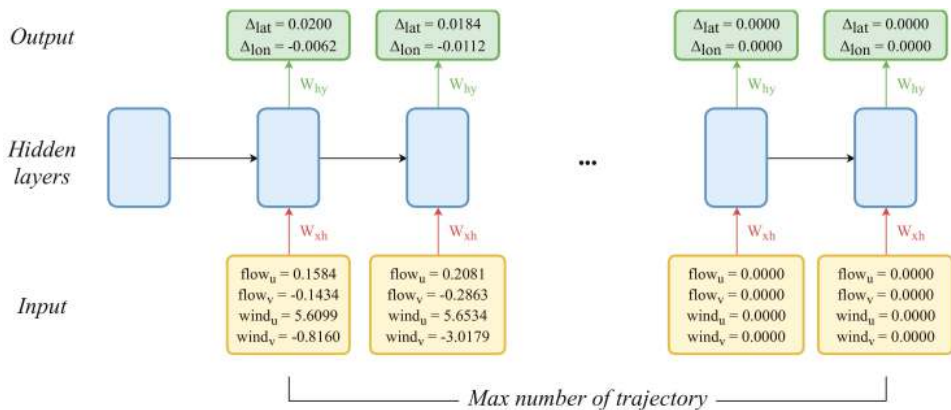 Output
Δlat = 0.0200
Δlon = -0.0062
Δlat = 0.0184
Δlon = -0.0112
Δlat = 0.0000
Δlon = 0.0000
Δlat = 0.0000
Δlon = 0.0000
Why
Why
Why
Why
Hidden
layers
...
Wxh
Wxh
Wxh
Wxh
Input
flowu = 0.1584
flowv = -0.1434
windu = 5.6099
windv = -0.8160
flowu = 0.2081
flowv = -0.2863
windu = 5.6534
windv = -3.0179
flowu = 0.0000
flowv = 0.0000
windu = 0.0000
windv = 0.0000
flowu = 0.0000
flowv = 0.0000
windu = 0.0000
windv = 0.0000
Max number of trajectory